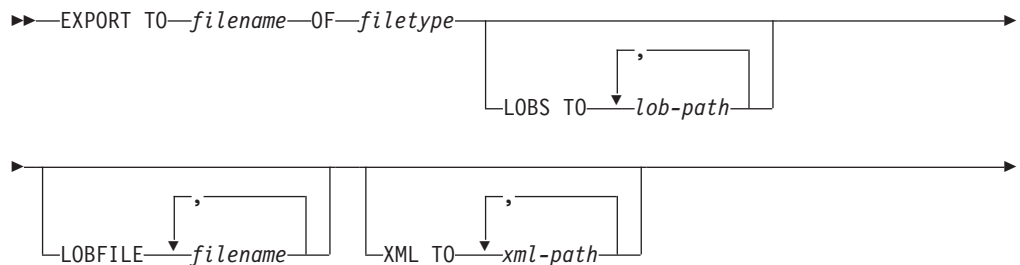 EXPORT TO filename OF filetype
,
LOBS TO lob-path
, ,
LOBFILE filename XML TO xml-path